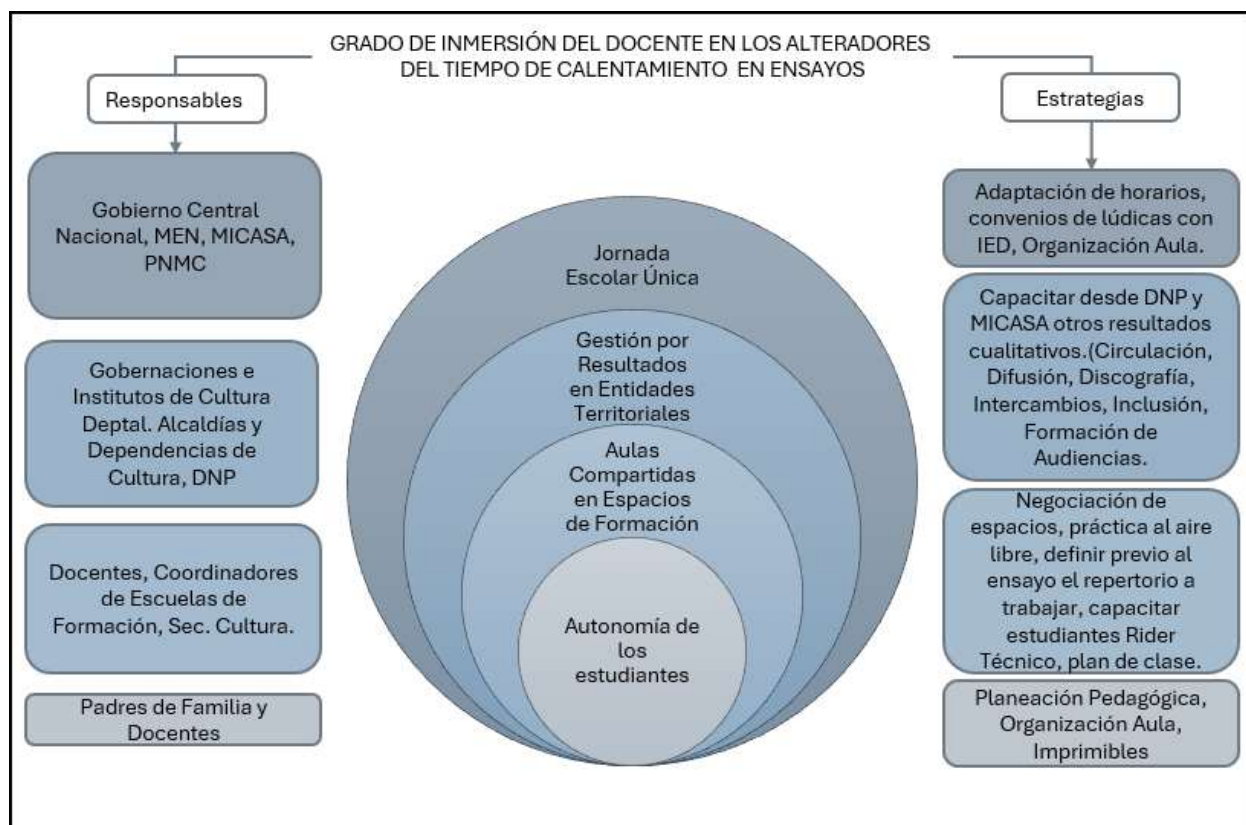 GRADO DE INMERSIÓN DEL DOCENTE EN LOS ALTERADORES
DEL TIEMPO DE CALENTAMIENTO EN ENSAYOS
Responsables
Gobierno Central
Nacional, MEN, MICASA,
PNMC
Gobernaciones e
Institutos de Cultura
Deptal. Alcaldías y
Dependencias de
Cultura, DNP
Docentes, Coordinadores
de Escuelas de
Formación, Sec. Cultura.
Padres de Familia y
Docentes
Jornada
Escolar Única
Gestión por
Resultados
en Entidades
Territoriales
Aulas
Compartidas
en Espacios
de Formación
Autonomía de
los
estudiantes
Estrategias
Adaptación de horarios,
convenios de lúdicas con
IED, Organización Aula.
Capacitar desde DNP y
MICASA otros resultados
cualitativos.(Circulación,
Difusión, Discografía,
Intercambios, Inclusión,
Formación de
Audiencias.
Negociación de
espacios, práctica al aire
libre, definir previo al
ensayo el repertorio a
trabajar, capacitar
estudiantes Rider
Técnico, plan de clase.
Planeación Pedagógica,
Organización Aula,
Imprimibles